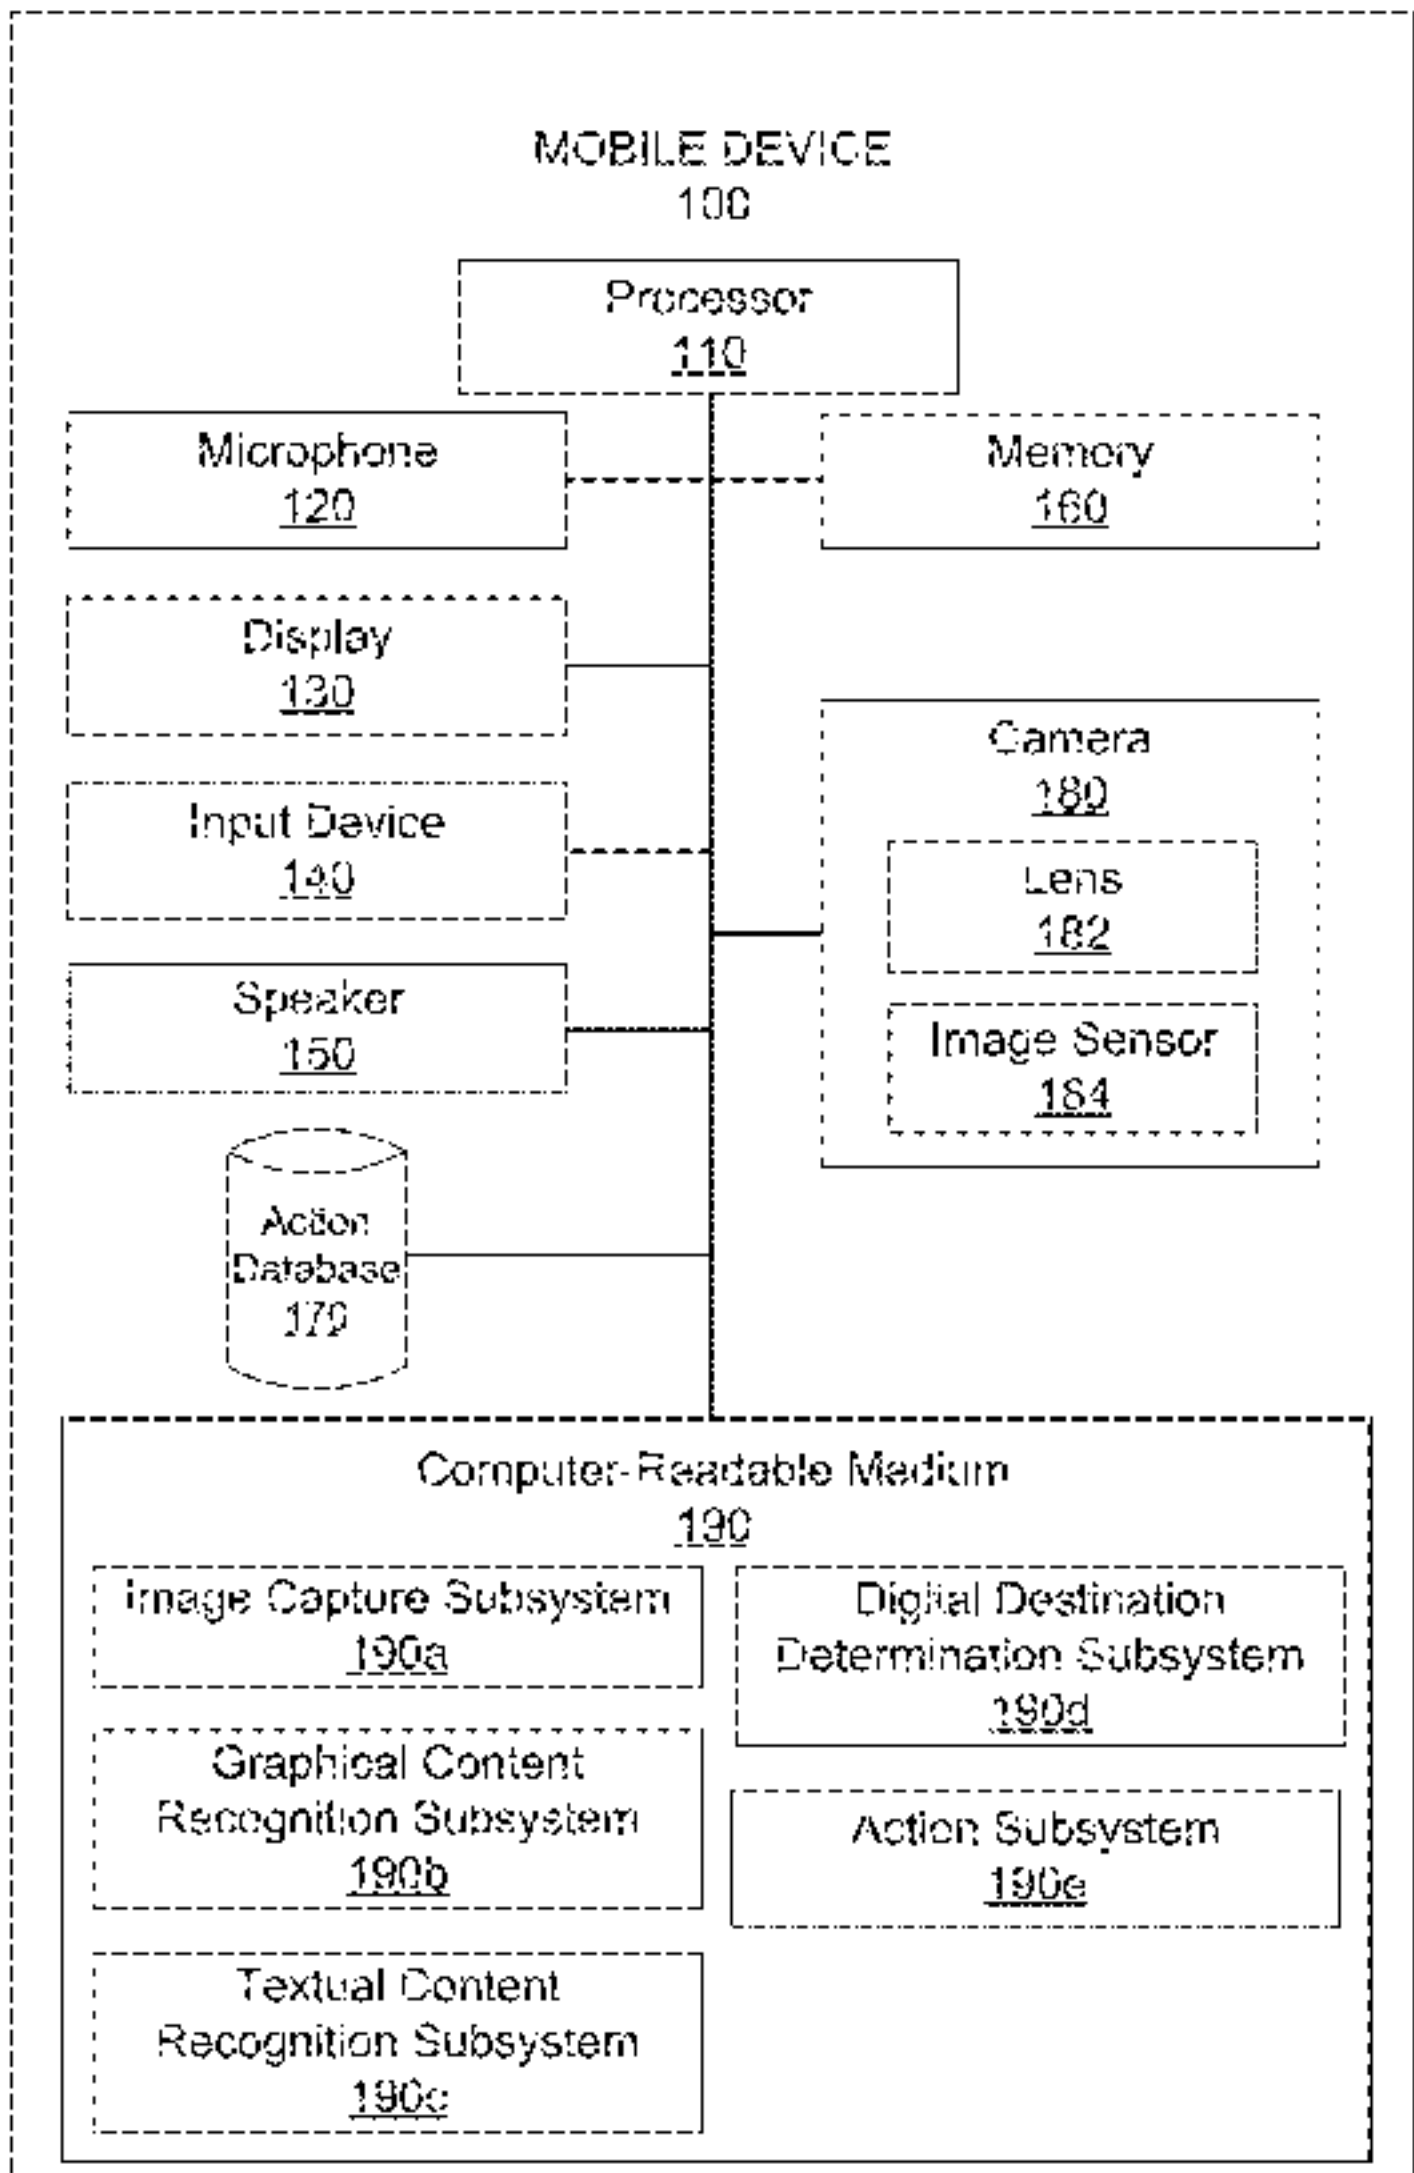 MOBILE DEVICE
100
Processor
110
Microphone
120
Memory
160
Display
130
Camera
180
Input Device
140
Lens
182
Speaker
150
Image Sensor
184
Action
Database
170
Computer-Readable Medium
190
Image Capture Subsystem
190a
Digital Destination
Determination Subsystem
190d
Graphical Content
Recognition Subsystem
190b
Action Subsystem
190e
Textual Content
Recognition Subsystem
190c